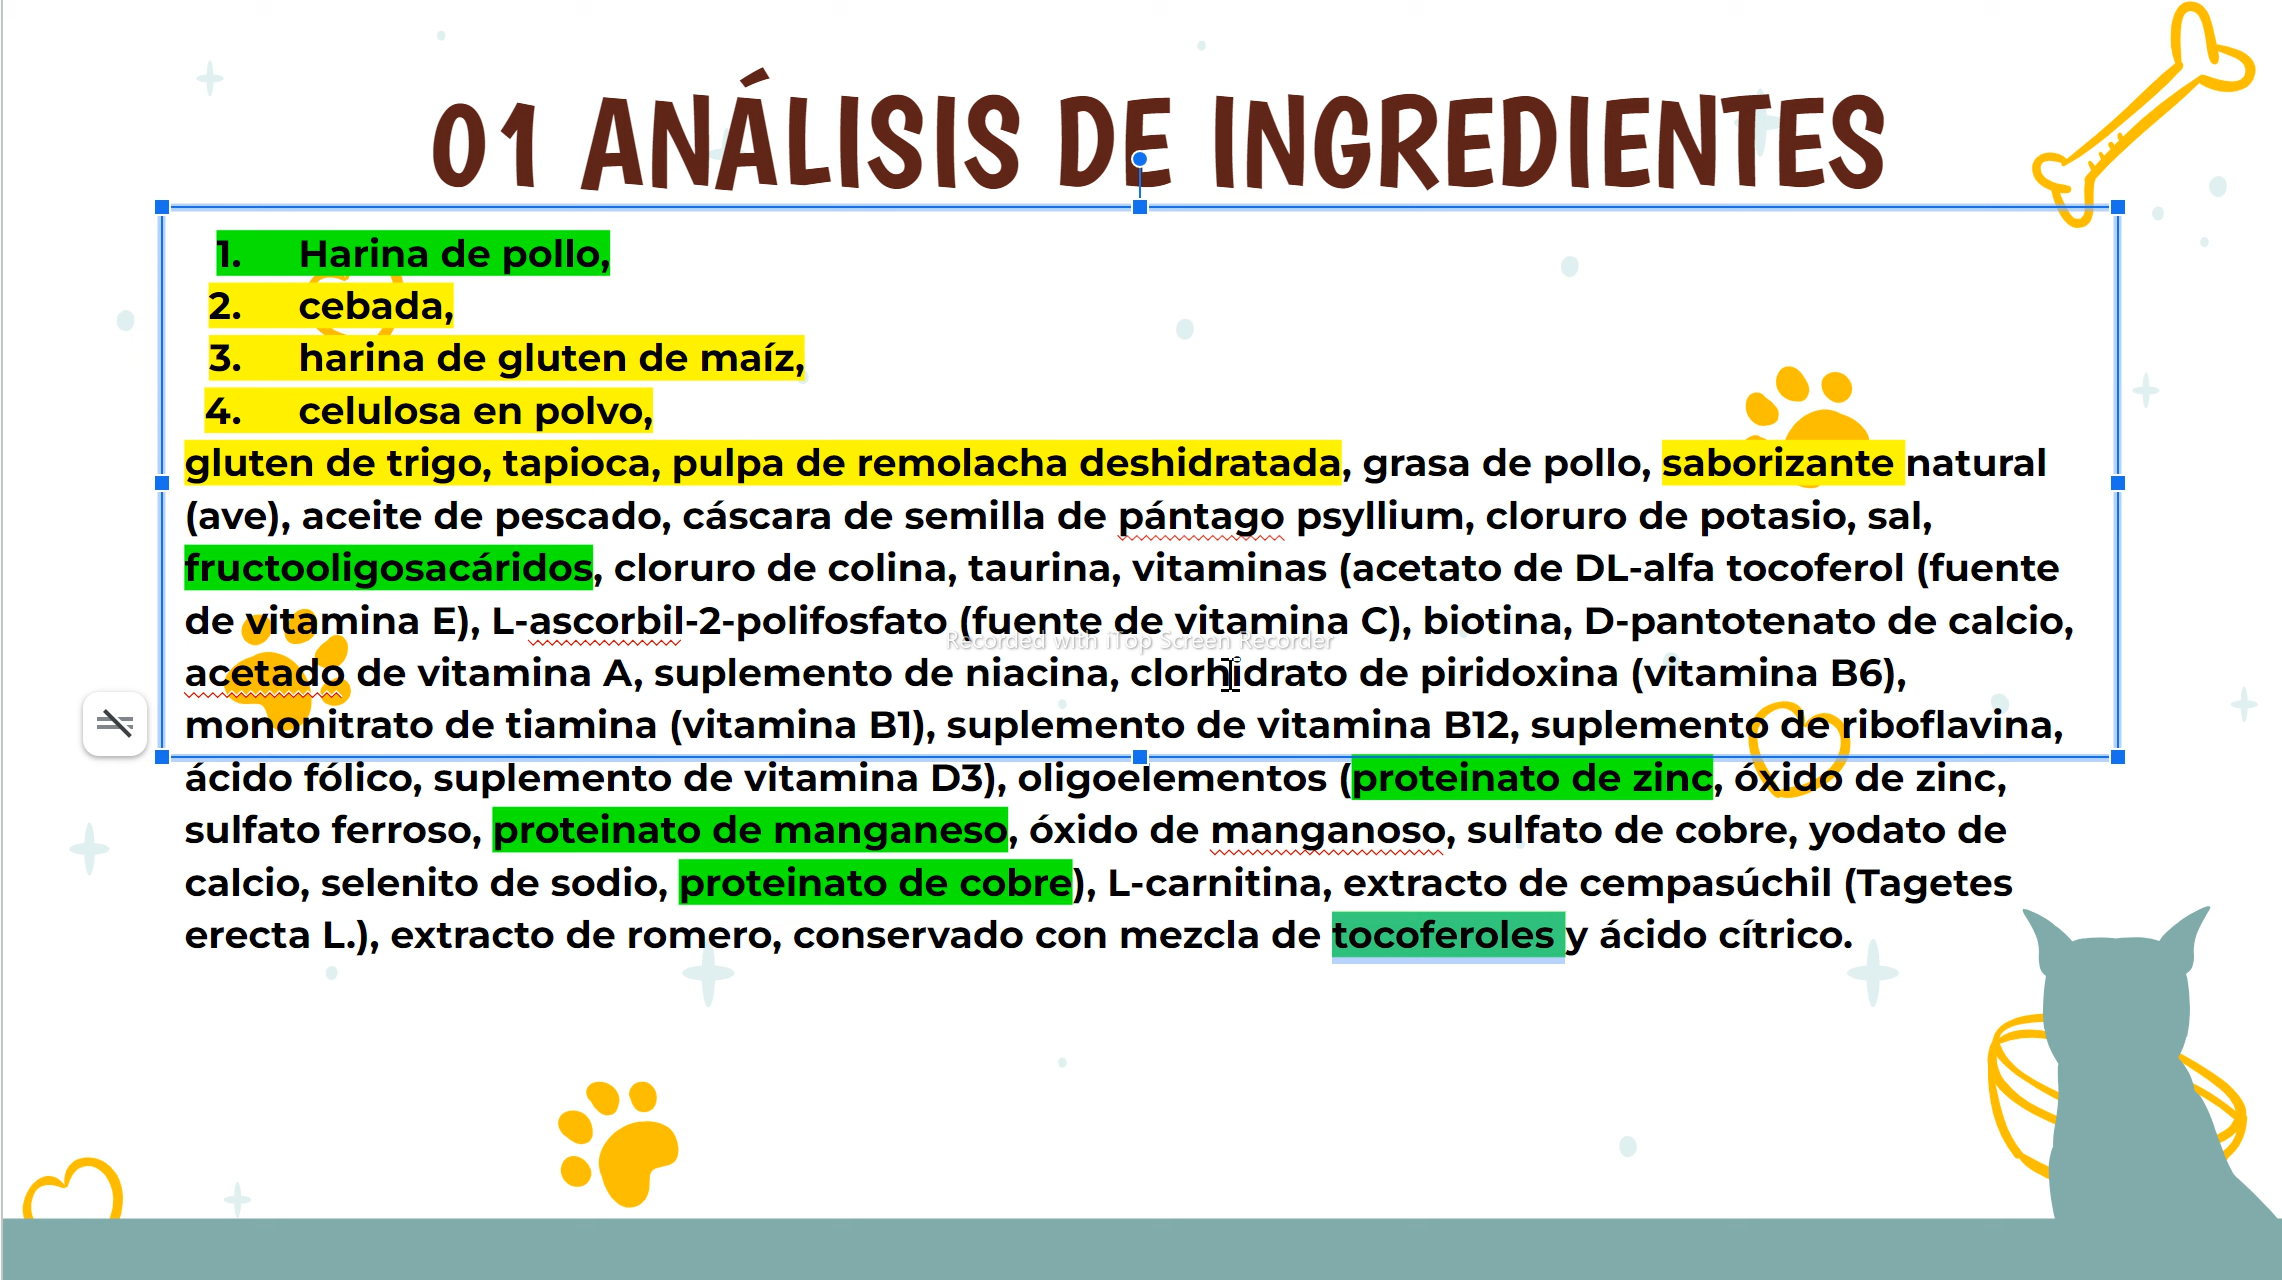 01 ANÁLISIS DE INGREDIENTES
1. Harina de pollo,
2. cebada,
3. harina de gluten de maíz,
4. celulosa en polvo,
gluten de trigo, tapioca, pulpa de remolacha deshidratada, grasa de pollo, saborizante natural
(ave), aceite de pescado, cáscara de semilla de pántago psyllium, cloruro de potasio, sal,
fructooligosacáridos, cloruro de colina, taurina, vitaminas (acetato de DL-alfa tocoferol (fuente
de vitamina E), L-ascorbil-2-polifosfato (fuente de vitamina C), biotina, D-pantotenato de calcio,
Recorded with iTop Screen Recorder
acetado de vitamina A, suplemento de niacina, clorhidrato de piridoxina (vitamina B6),
mononitrato de tiamina (vitamina B1), suplemento de vitamina B12, suplemento de riboflavina,
ácido fólico, suplemento de vitamina D3), oligoelementos (proteinato de zinc, óxido de zinc,
sulfato ferroso, proteinato de manganeso, óxido de manganoso, sulfato de cobre, yodato de
calcio, selenito de sodio, proteinato de cobre), L-carnitina, extracto de cempasúchil (Tagetes
erecta L.), extracto de romero, conservado con mezcla de tocoferoles y ácido cítrico.